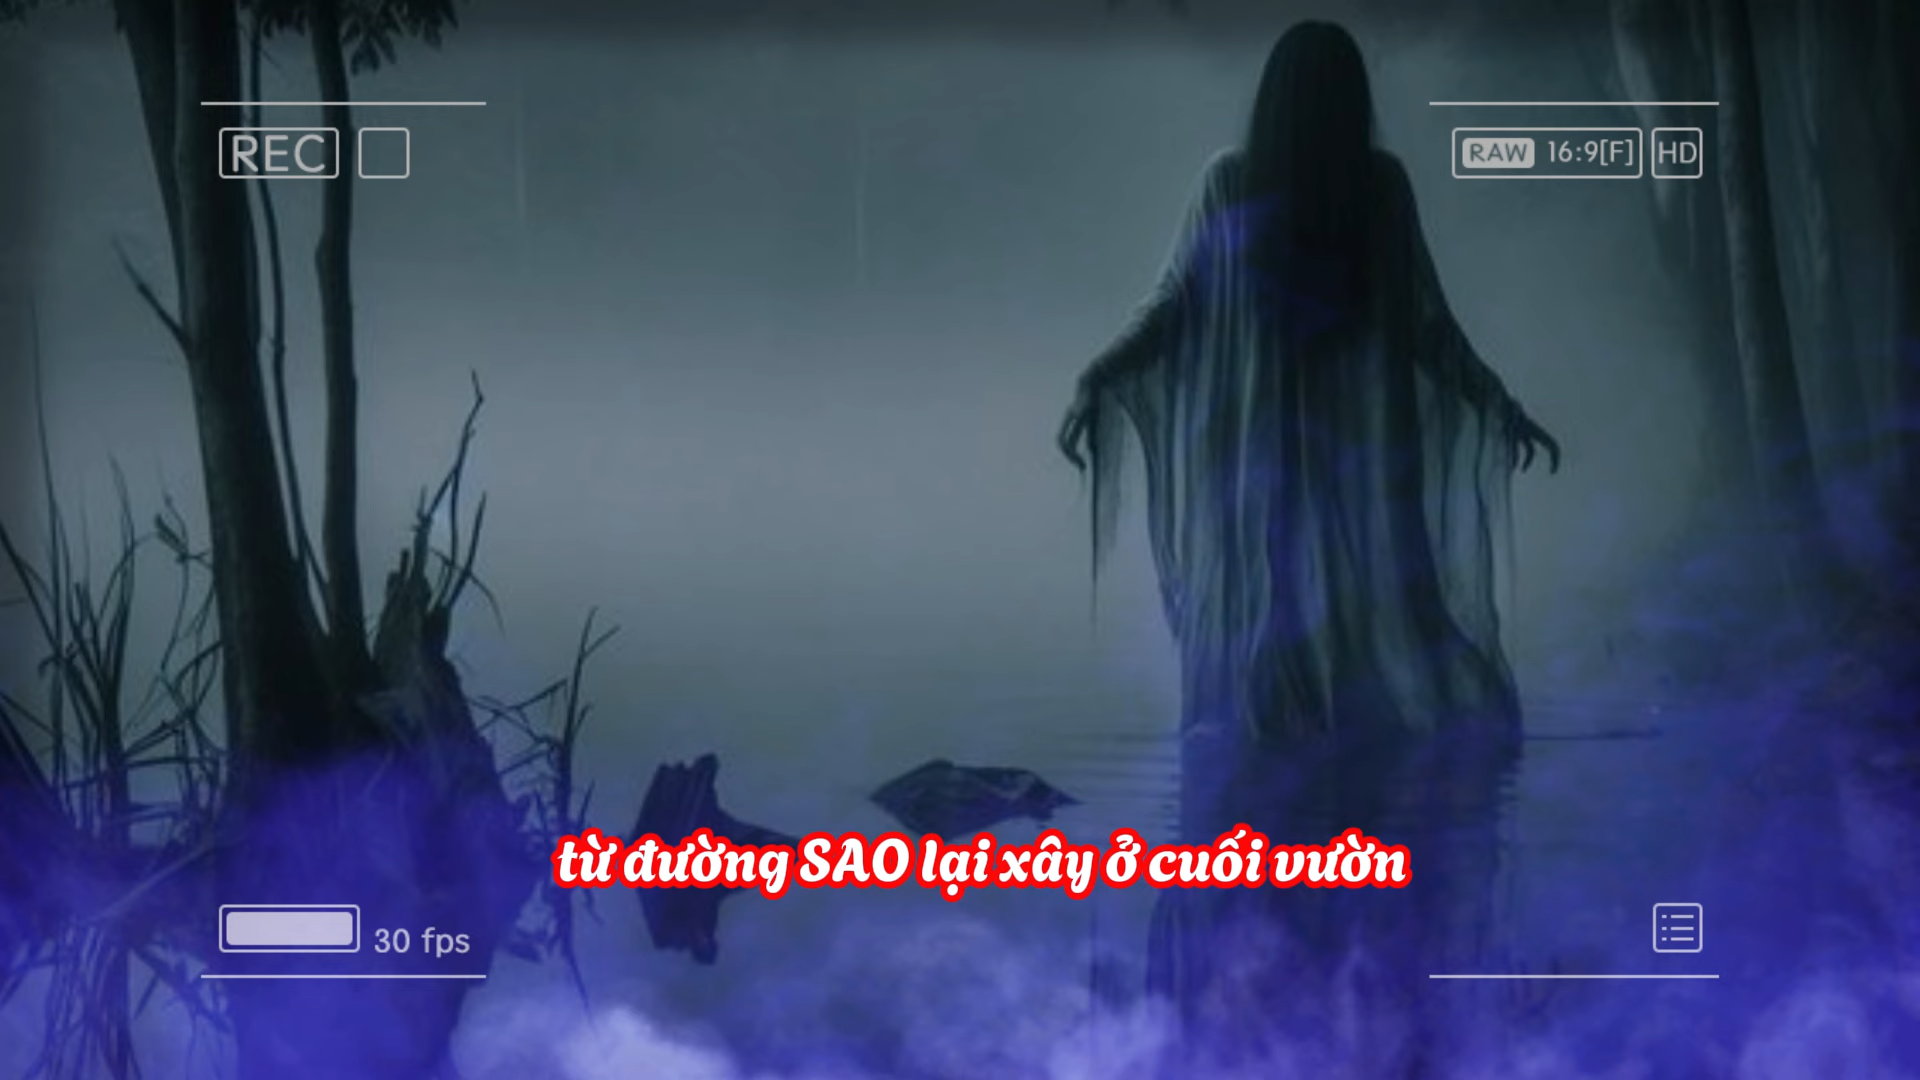 REC
RAW 16:9[F] HD
từ đường SAO lại xây ở cuối vườn
30 fps